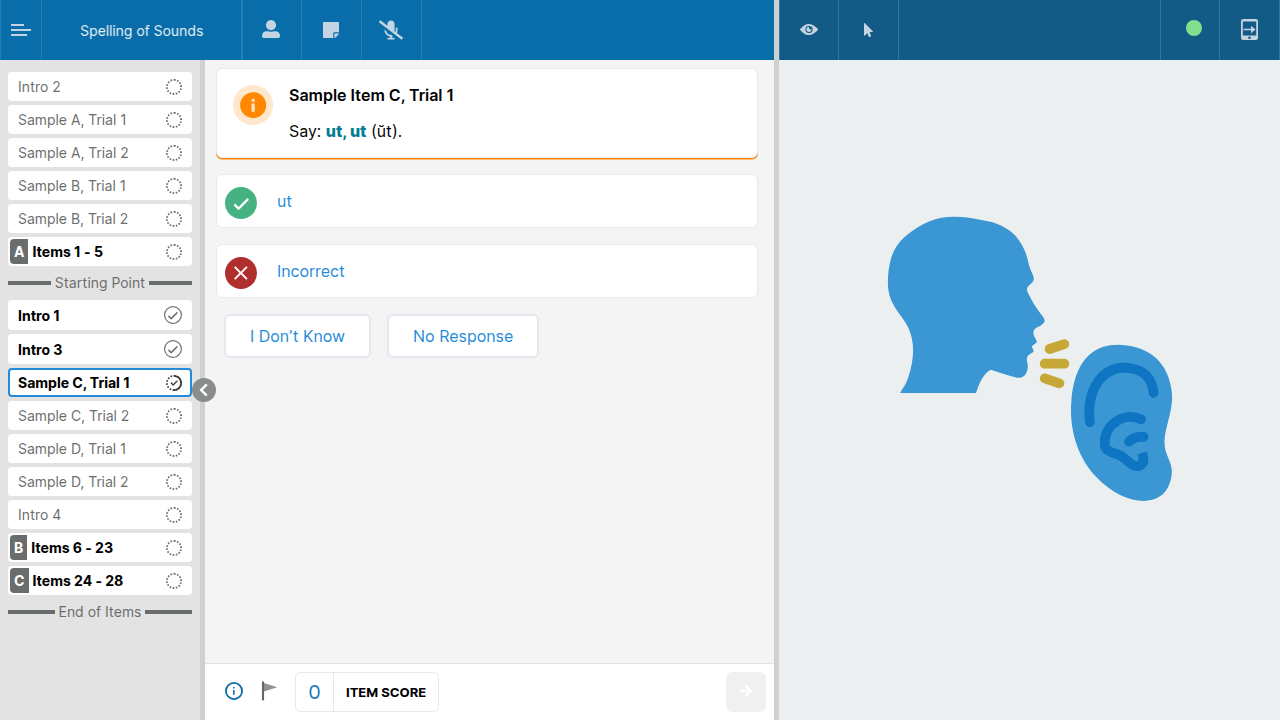 Spelling of Sounds
Intro 2
Sample A, Trial 1
Sample A, Trial 2
Sample B, Trial 1
Sample B, Trial 2
A Items 1 - 5
Starting Point
Intro 1
Intro 3
Sample C, Trial 1
Sample C, Trial 2
Sample D, Trial 1
Sample D, Trial 2
Intro 4
B Items 6 - 23
C Items 24 - 28
End of Items
Sample Item C, Trial 1
Say: ut, ut (ŭt).
ut
Incorrect
I Don’t Know
No Response
0 ITEM SCORE